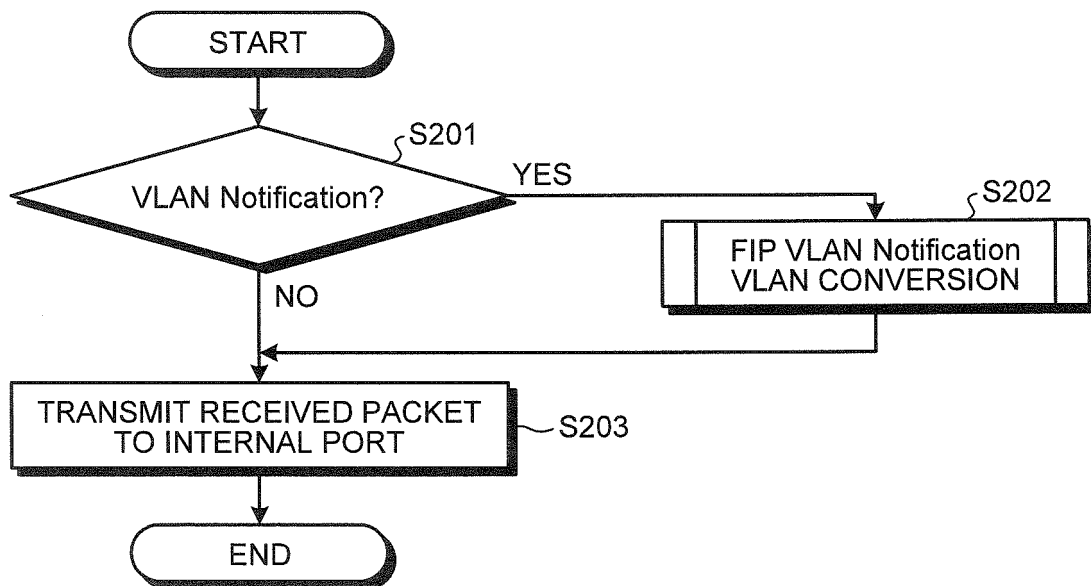 START
S201
VLAN Notification?
YES
S202
FIP VLAN Notification
VLAN CONVERSION
NO
TRANSMIT RECEIVED PACKET
TO INTERNAL PORT
S203
END